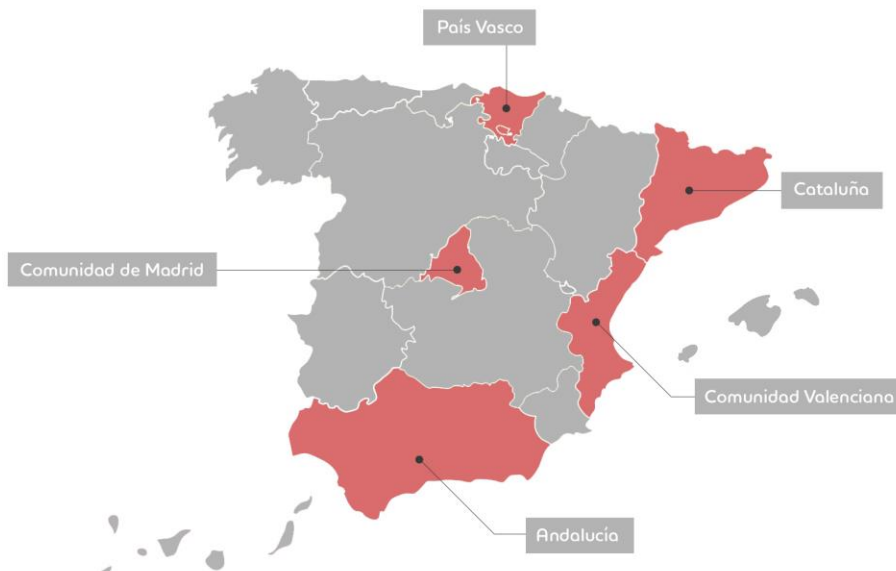 País Vasco
Cataluña
Comunidad de Madrid
Comunidad Valenciana
Andalucía